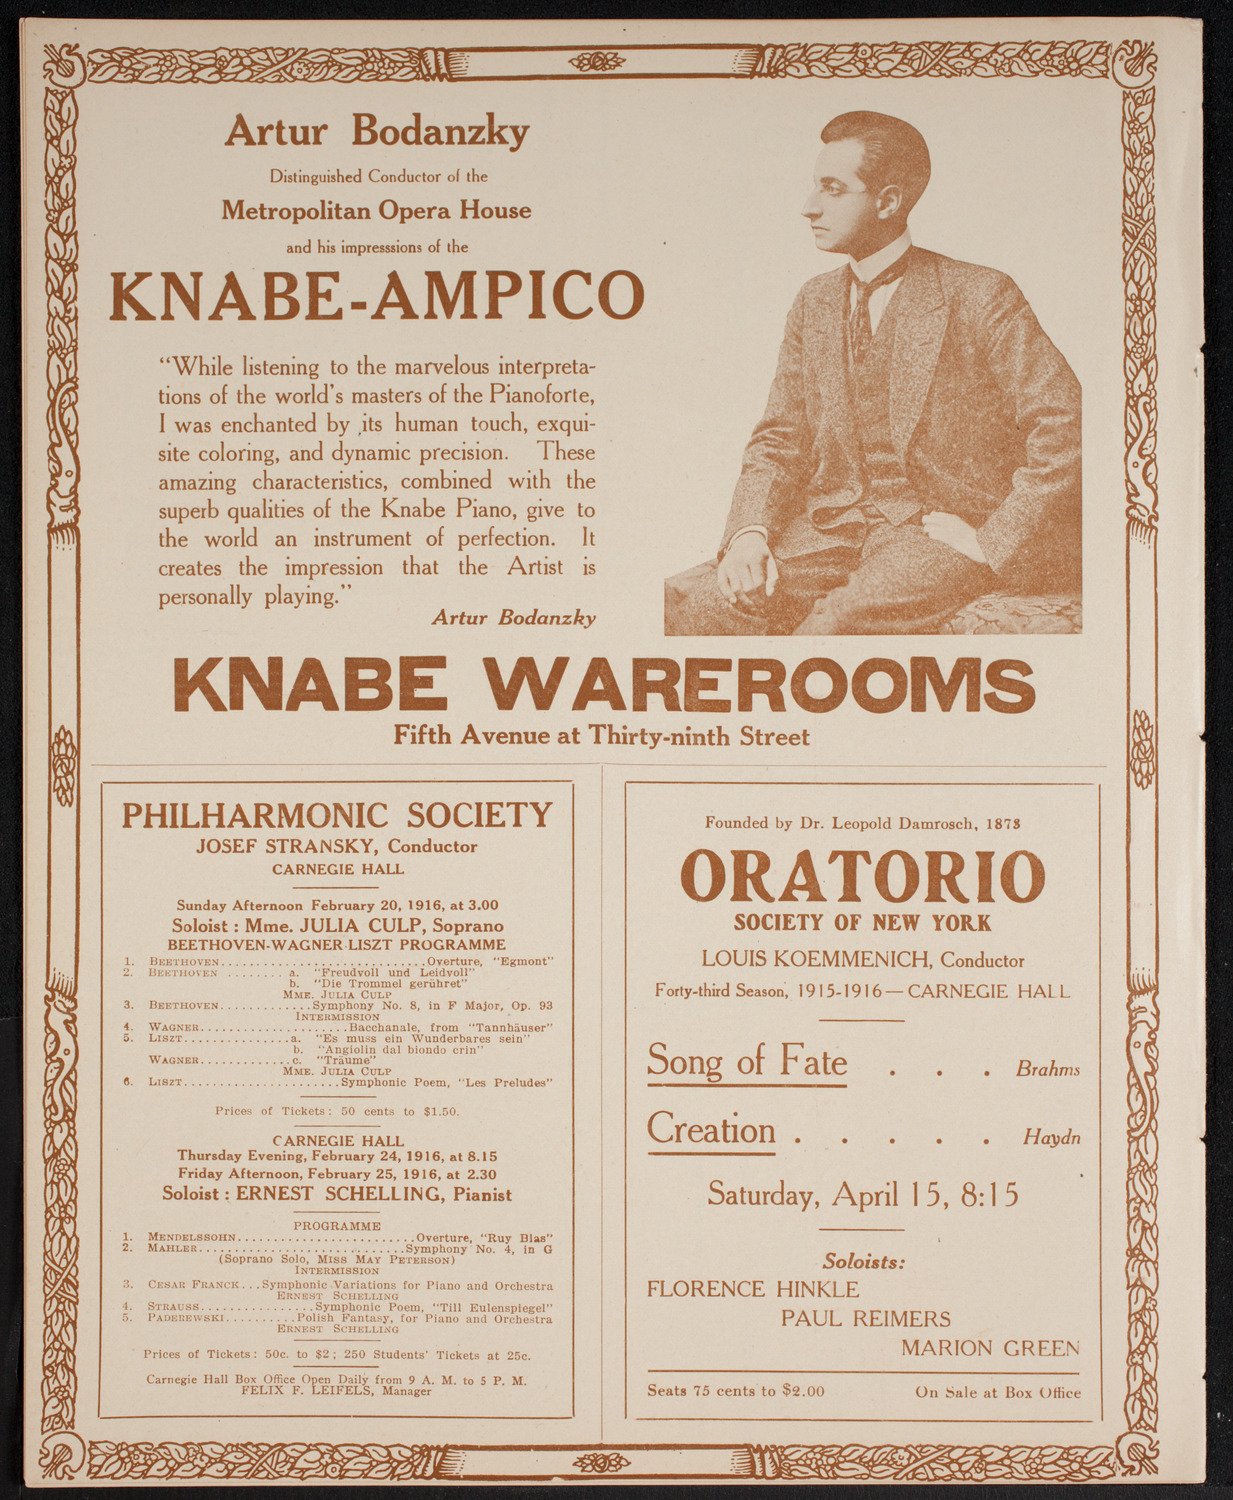 Artur Bodanzky
Distinguished Conductor of the
Metropolitan Opera House
and his impresssions of the
KNABE-AMPICO
“While listening to the marvelous interpreta-
tions of the world's masters of the Pianoforte,
I was enchanted by its human touch, exqui-
site coloring, and dynamic precision. These
amazing characteristics, combined with the
superb qualities of the Knabe Piano, give to
the world an instrument of perfection. It
creates the impression that the Artist is
personally playing.”
Artur Bodanzky
KNABE WAREROOMS
Fifth Avenue at Thirty-ninth Street
PHILHARMONIC SOCIETY
JOSEF STRANSKY, Conductor
CARNEGIE HALL
Sunday Afternoon February 20, 1916, at 3.00
Soloist : Mme. JULIA CULP, Soprano
BEETHOVEN-WAGNER-LISZT PROGRAMME
1. BEETHOVEN............................Overture, “Egmont”
2. BEETHOVEN ........ a. “Freudvoll und Leidvoll”
b. “Die Trommel gerühret”
MME. JULIA CULP
3. BEETHOVEN............Symphony No. 8, in F Major, Op. 93
INTERMISSION
4. WAGNER....................Bacchanale, from “Tannhäuser”
5. LISZT..............a. “Es muss ein Wunderbares sein”
b. “Angiolin dal biondo crin”
WAGNER............c. “Träume”
MME. JULIA CULP
6. LISZT......................Symphonic Poem, “Les Preludes”
Prices of Tickets: 50 cents to $1.50.
CARNEGIE HALL
Thursday Evening, February 24, 1916, at 8.15
Friday Afternoon, February 25, 1916, at 2.30
Soloist : ERNEST SCHELLING, Pianist
PROGRAMME
1. MENDELSSOHN........................Overture, “Ruy Blas”
2. MAHLER............................Symphony No. 4, in G
(Soprano Solo, MISS MAY PETERSON)
INTERMISSION
3. CESAR FRANCK...Symphonic Variations for Piano and Orchestra
ERNEST SCHELLING
4. STRAUSS................Symphonic Poem, “Till Eulenspiegel”
5. PADEREWSKI..........Polish Fantasy, for Piano and Orchestra
ERNEST SCHELLING
Prices of Tickets: 50c. to $2; 250 Students' Tickets at 25c.
Carnegie Hall Box Office Open Daily from 9 A. M. to 5 P. M.
FELIX F. LEIFELS, Manager
Founded by Dr. Leopold Damrosch, 1873
ORATORIO
SOCIETY OF NEW YORK
LOUIS KOEMMENICH, Conductor
Forty-third Season, 1915-1916—CARNEGIE HALL
Song of Fate . . . Brahms
Creation . . . . . Haydn
Saturday, April 15, 8:15
Soloists:
FLORENCE HINKLE
PAUL REIMERS
MARION GREEN
Seats 75 cents to $2.00 On Sale at Box Office